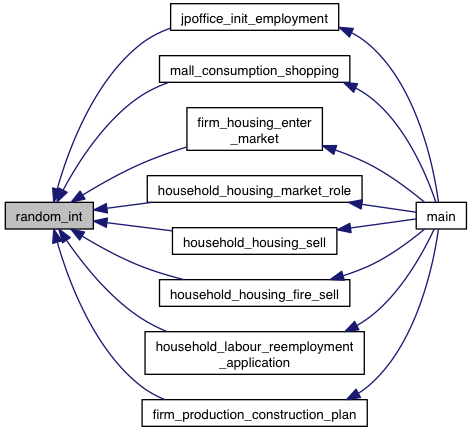 jpoffice_init_employment
mall_consumption_shopping
firm_housing_enter
_market
household_housing_market_role
random_int
main
household_housing_sell
household_housing_fire_sell
household_labour_reemployment
_application
firm_production_construction_plan